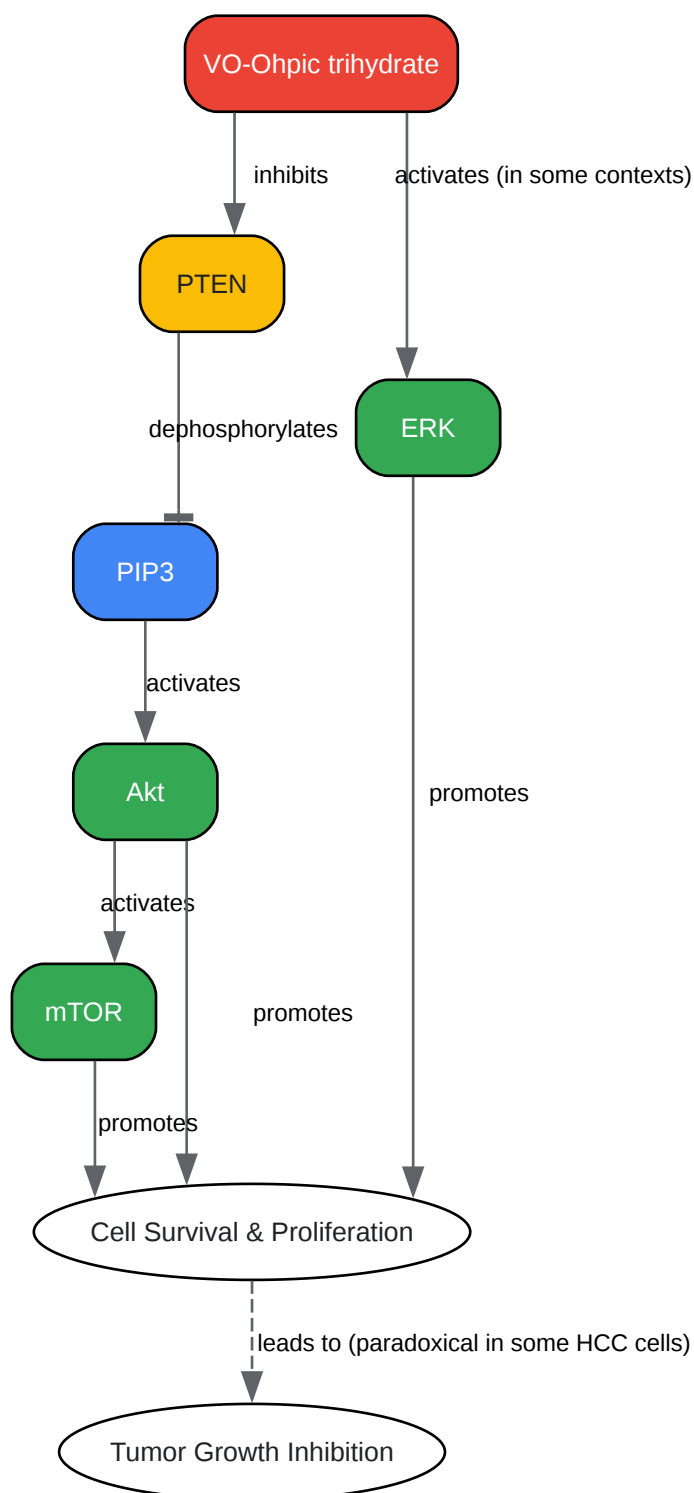 VO-Ohpic trihydrate
inhibits
activates (in some contexts)
PTEN
dephosphorylates
ERK
PIP3
activates
Akt
promotes
activates
mTOR
promotes
promotes
Cell Survival & Proliferation
leads to (paradoxical in some HCC cells)
Tumor Growth Inhibition